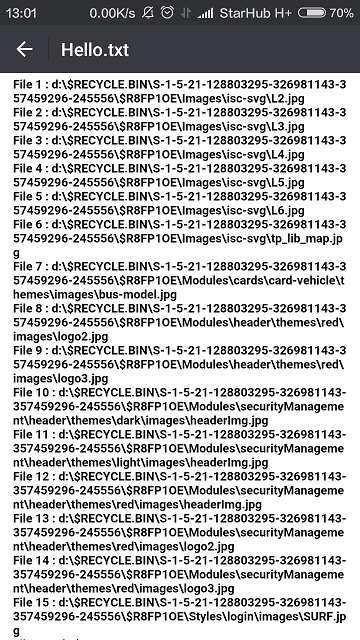 13:01 0.00K/s StarHub H+ 70%
Hello.txt
File 1 : d:\$RECYCLE.BIN\S-1-5-21-128803295-326981143-3
57459296-245556\$R8FP1OE\Images\isc-svg\L2.jpg
File 2 : d:\$RECYCLE.BIN\S-1-5-21-128803295-326981143-3
57459296-245556\$R8FP1OE\Images\isc-svg\L3.jpg
File 3 : d:\$RECYCLE.BIN\S-1-5-21-128803295-326981143-3
57459296-245556\$R8FP1OE\Images\isc-svg\L4.jpg
File 4 : d:\$RECYCLE.BIN\S-1-5-21-128803295-326981143-3
57459296-245556\$R8FP1OE\Images\isc-svg\L5.jpg
File 5 : d:\$RECYCLE.BIN\S-1-5-21-128803295-326981143-3
57459296-245556\$R8FP1OE\Images\isc-svg\L6.jpg
File 6 : d:\$RECYCLE.BIN\S-1-5-21-128803295-326981143-3
57459296-245556\$R8FP1OE\Images\isc-svg\tp_lib_map.jp
g
File 7 : d:\$RECYCLE.BIN\S-1-5-21-128803295-326981143-3
57459296-245556\$R8FP1OE\Modules\cards\card-vehicle\t
hemes\images\bus-model.jpg
File 8 : d:\$RECYCLE.BIN\S-1-5-21-128803295-326981143-3
57459296-245556\$R8FP1OE\Modules\header\themes\red\
images\logo2.jpg
File 9 : d:\$RECYCLE.BIN\S-1-5-21-128803295-326981143-3
57459296-245556\$R8FP1OE\Modules\header\themes\red\
images\logo3.jpg
File 10 : d:\$RECYCLE.BIN\S-1-5-21-128803295-326981143-
357459296-245556\$R8FP1OE\Modules\securityManageme
nt\header\themes\dark\images\headerImg.jpg
File 11 : d:\$RECYCLE.BIN\S-1-5-21-128803295-326981143-
357459296-245556\$R8FP1OE\Modules\securityManageme
nt\header\themes\light\images\headerImg.jpg
File 12 : d:\$RECYCLE.BIN\S-1-5-21-128803295-326981143-
357459296-245556\$R8FP1OE\Modules\securityManageme
nt\header\themes\red\images\headerImg.jpg
File 13 : d:\$RECYCLE.BIN\S-1-5-21-128803295-326981143-
357459296-245556\$R8FP1OE\Modules\securityManageme
nt\header\themes\red\images\logo2.jpg
File 14 : d:\$RECYCLE.BIN\S-1-5-21-128803295-326981143-
357459296-245556\$R8FP1OE\Modules\securityManageme
nt\header\themes\red\images\logo3.jpg
File 15 : d:\$RECYCLE.BIN\S-1-5-21-128803295-326981143-
357459296-245556\$R8FP1OE\Styles\login\images\SURF.jp
g